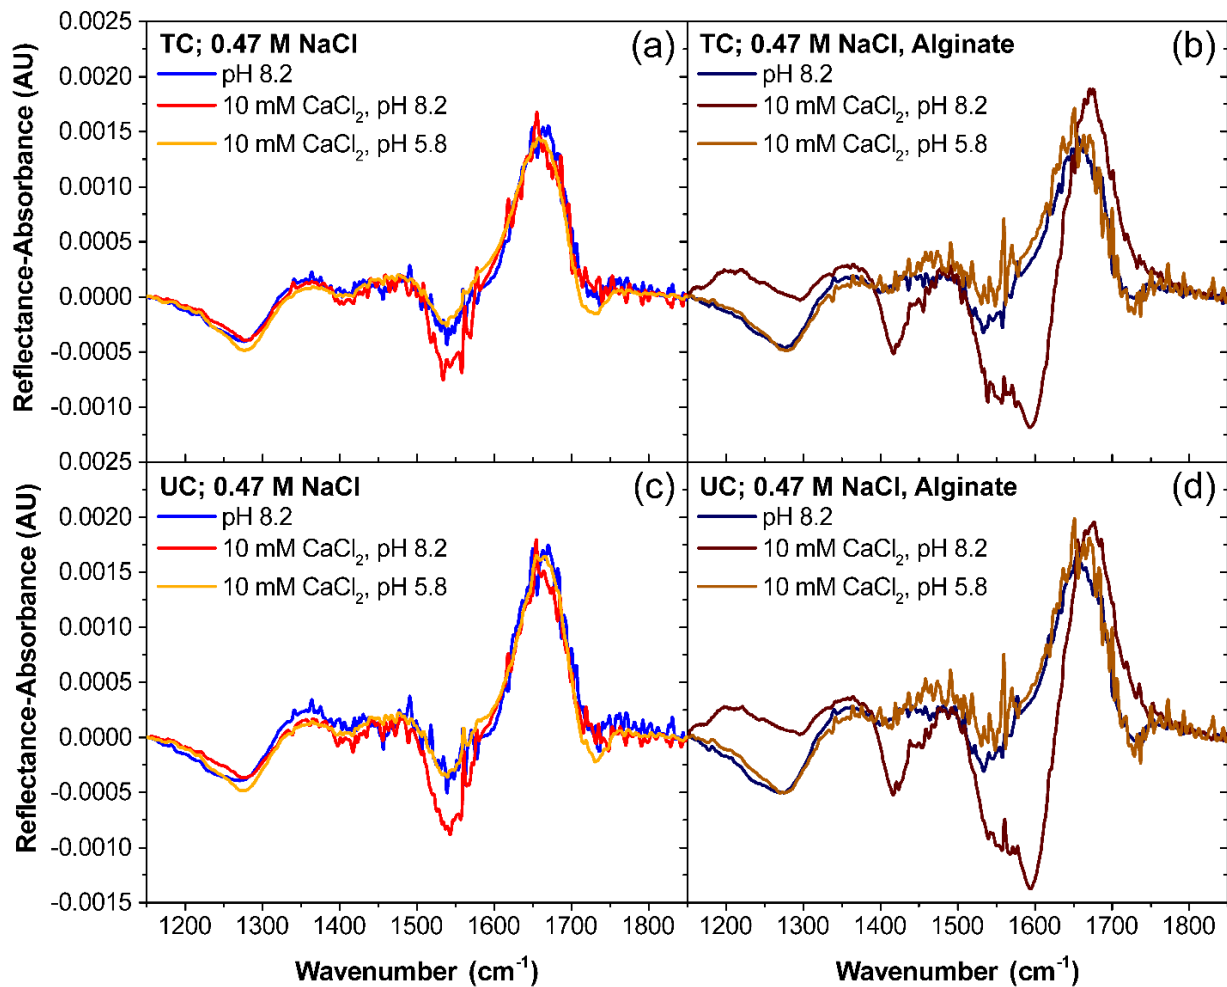 TC; 0.47 M NaCl
(a)
pH 8.2
10 mM CaCl₂, pH 8.2
10 mM CaCl₂, pH 5.8
TC; 0.47 M NaCl, Alginate
(b)
pH 8.2
10 mM CaCl₂, pH 8.2
10 mM CaCl₂, pH 5.8
0.0025
0.0020
0.0015
0.0010
0.0005
0.0000
-0.0005
-0.0010
Reflectance-Absorbance (AU)
UC; 0.47 M NaCl
(c)
pH 8.2
10 mM CaCl₂, pH 8.2
10 mM CaCl₂, pH 5.8
UC; 0.47 M NaCl, Alginate
(d)
pH 8.2
10 mM CaCl₂, pH 8.2
10 mM CaCl₂, pH 5.8
0.0025
0.0020
0.0015
0.0010
0.0005
0.0000
-0.0005
-0.0010
-0.0015
Reflectance-Absorbance (AU)
1200 1300 1400 1500 1600 1700 1800
1200 1300 1400 1500 1600 1700 1800
Wavenumber (cm⁻¹)
Wavenumber (cm⁻¹)